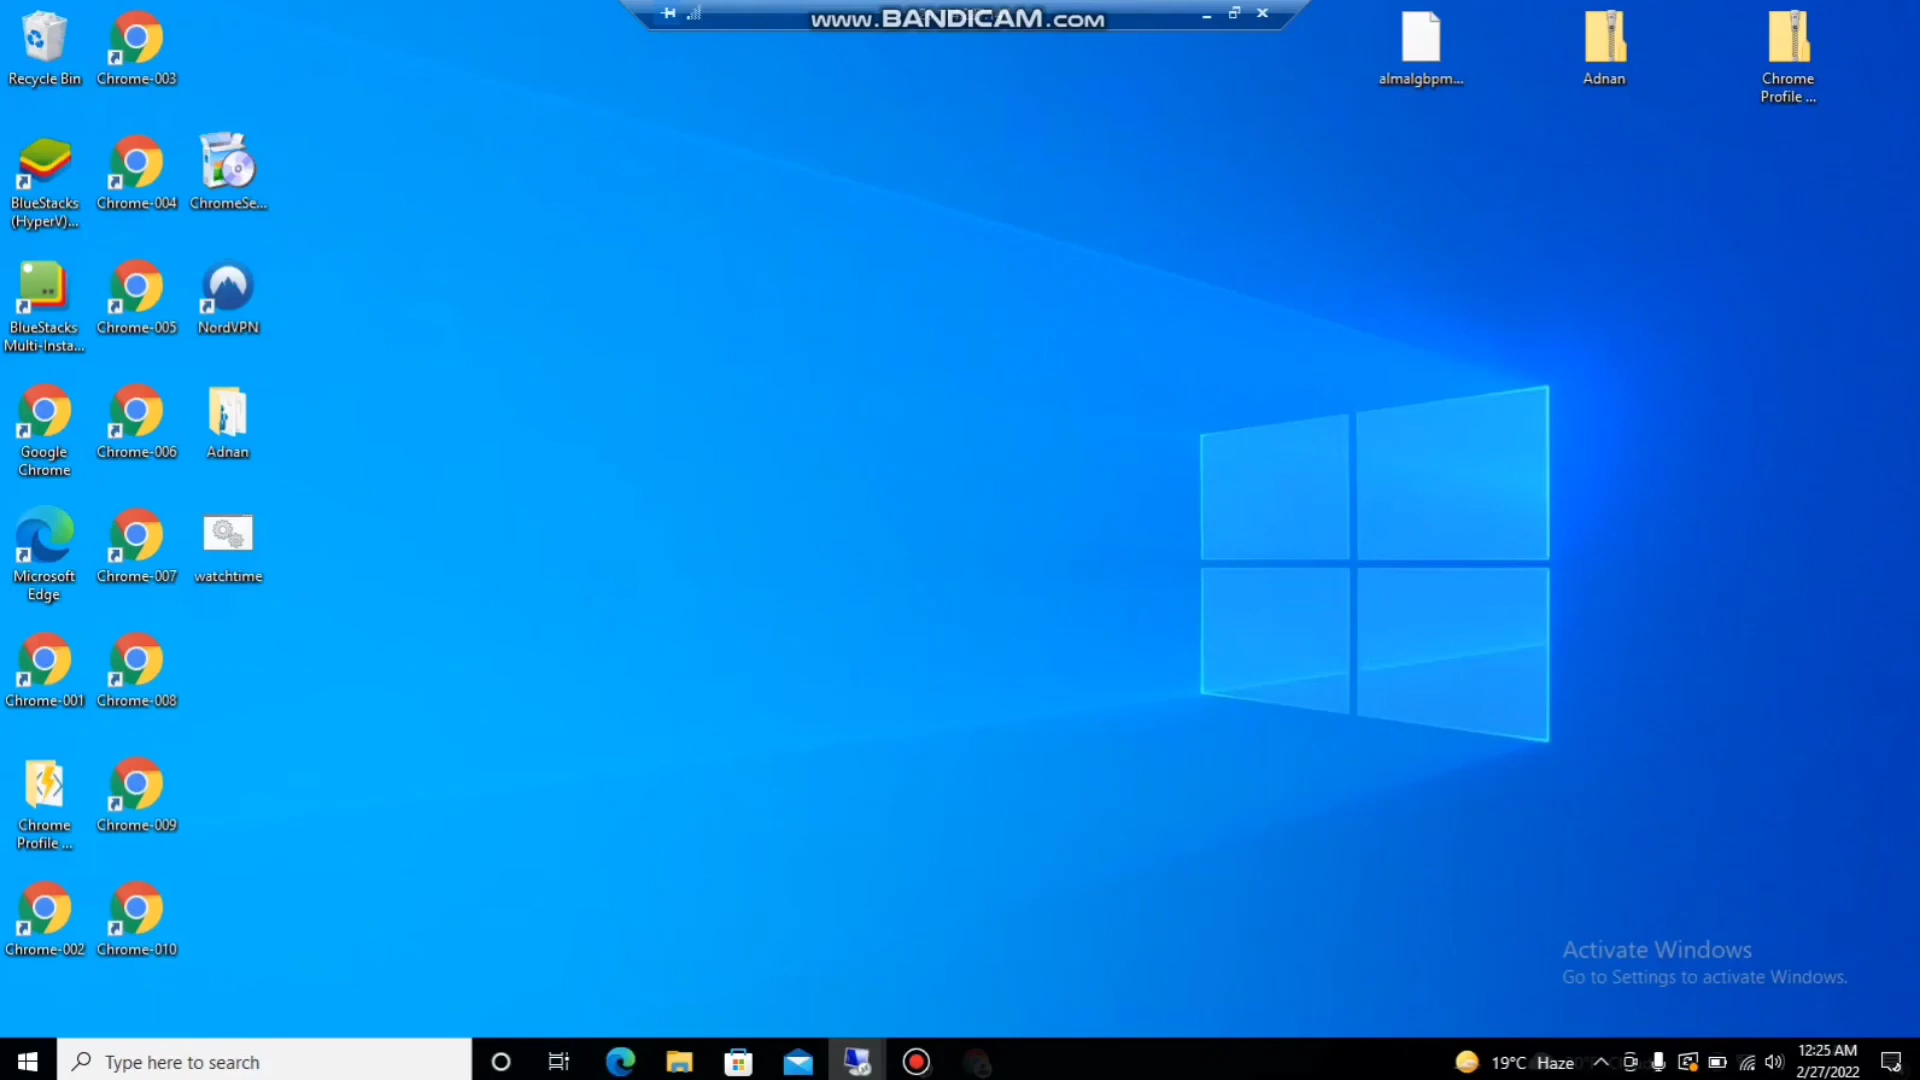 www.BANDICAM.com
Recycle Bin
Chrome-003
almalgbpm...
Adnan
Chrome
Profile ...
BlueStacks
(HyperV)...
Chrome-004
ChromeSe...
BlueStacks
Multi-Insta...
Chrome-005
NordVPN
Google
Chrome
Chrome-006
Adnan
Microsoft
Edge
Chrome-007
watchtime
Chrome-001
Chrome-008
Chrome
Profile ...
Chrome-009
Chrome-002
Chrome-010
Activate Windows
Go to Settings to activate Windows.
Type here to search
19°C Haze
12:25 AM
2/27/2022